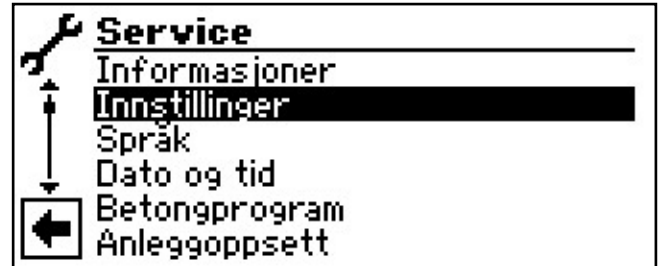 Service
Informasjoner
Innstillinger
Språk
Dato og tid
Betongprogram
Anleggoppsett